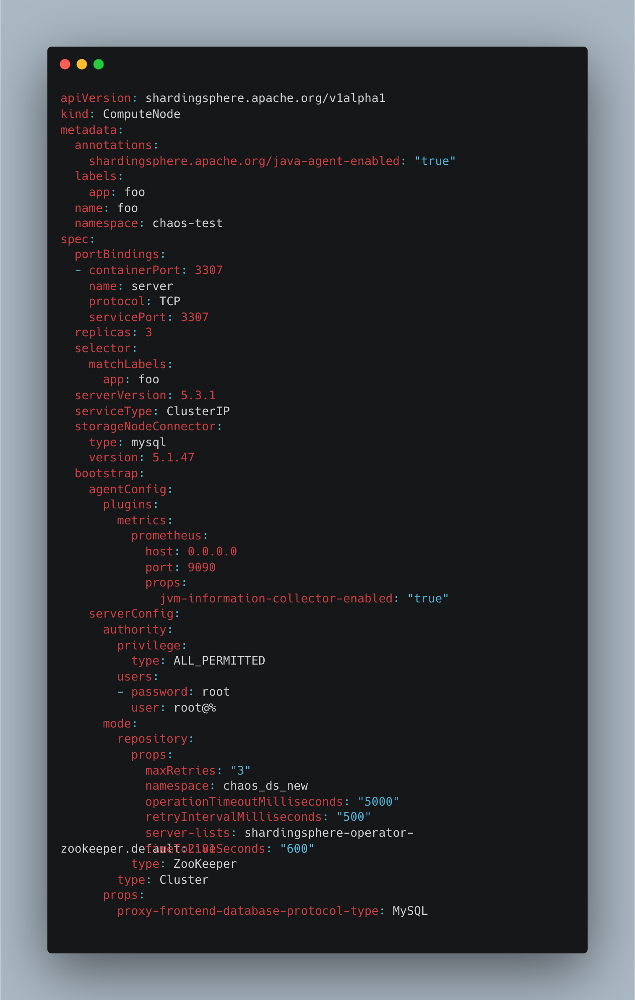 apiVersion: shardingsphere.apache.org/v1alpha1
kind: ComputeNode
metadata:
  annotations:
    shardingsphere.apache.org/java-agent-enabled: "true"
  labels:
    app: foo
  name: foo
  namespace: chaos-test
spec:
  portBindings:
  - containerPort: 3307
    name: server
    protocol: TCP
    servicePort: 3307
  replicas: 3
  selector:
    matchLabels:
      app: foo
  serverVersion: 5.3.1
  serviceType: ClusterIP
  storageNodeConnector:
    type: mysql
    version: 5.1.47
  bootstrap:
    agentConfig:
      plugins:
        metrics:
          prometheus:
            host: 0.0.0.0
            port: 9090
            props:
              jvm-information-collector-enabled: "true"
    serverConfig:
      authority:
        privilege:
          type: ALL_PERMITTED
        users:
        - password: root
          user: root@%
      mode:
        repository:
          props:
            maxRetries: "3"
            namespace: chaos_ds_new
            operationTimeoutMilliseconds: "5000"
            retryIntervalMilliseconds: "500"
            server-lists: shardingsphere-operator-
zookeeper.default:2181
            timeToLiveSeconds: "600"
          type: ZooKeeper
        type: Cluster
      props:
        proxy-frontend-database-protocol-type: MySQL